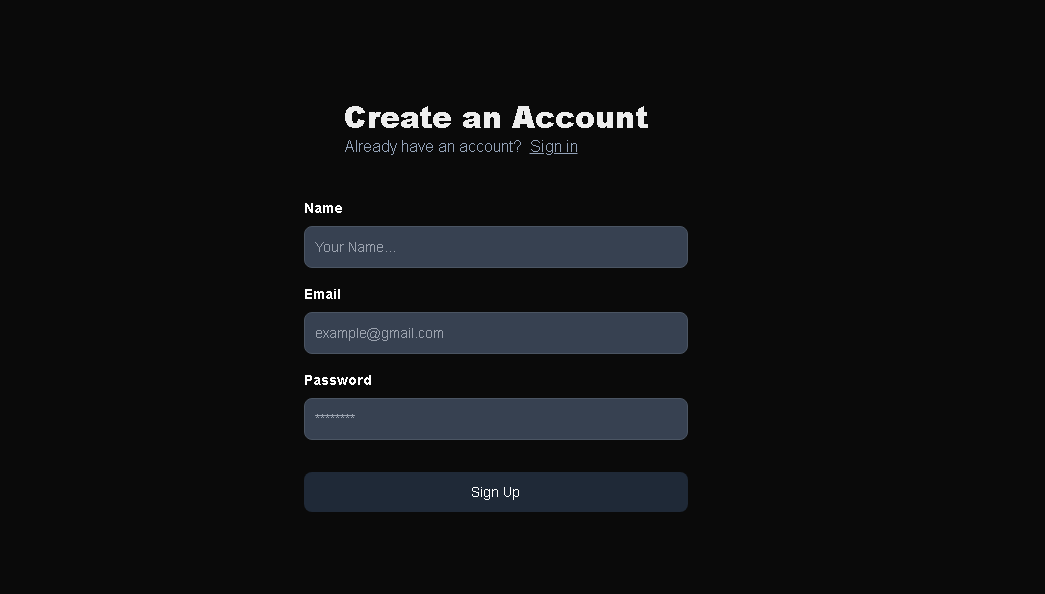 Create an Account
Already have an account? Sign in
Name
Your Name...
Email
example@gmail.com
Password
********
Sign Up